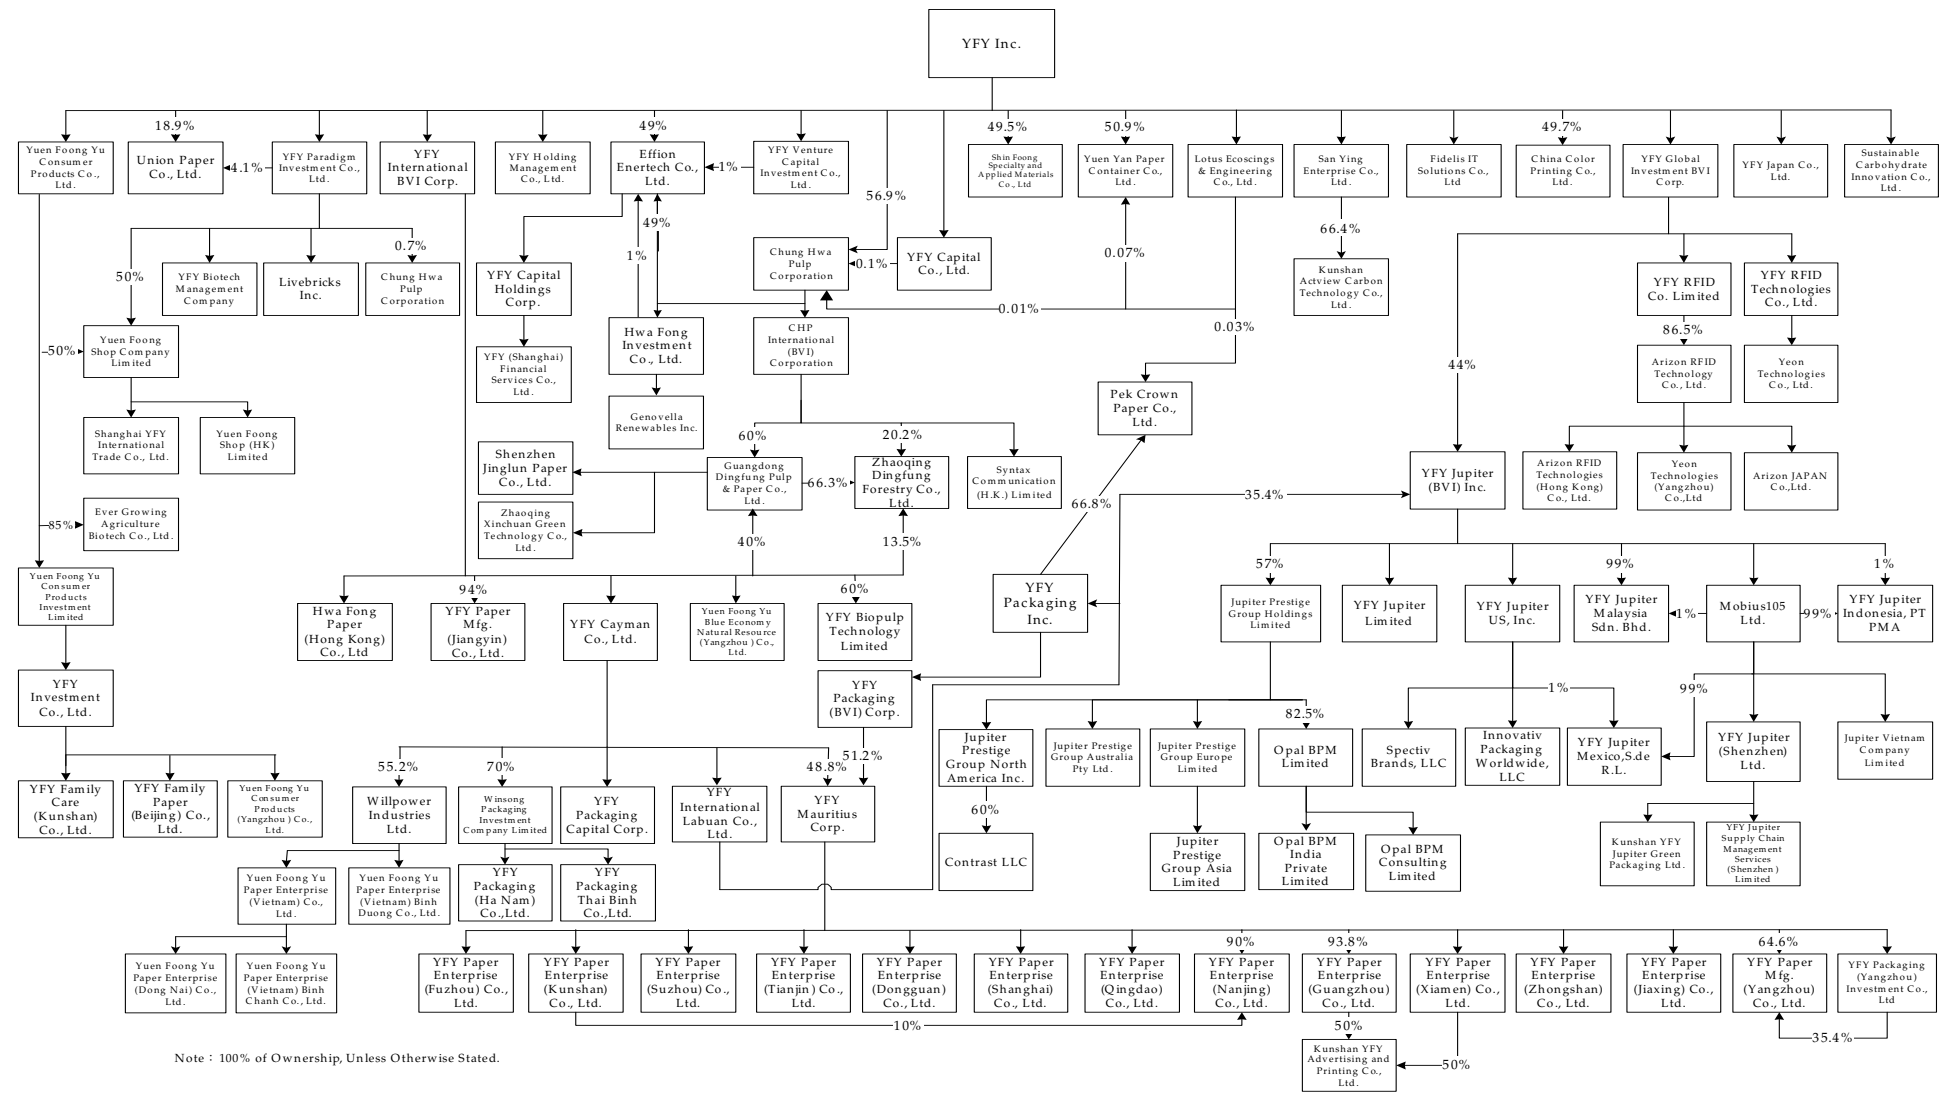 YFY Inc.
18.9%
49%
49.5%
50.9%
49.7%
Yuen Foong Yu
Consumer
Products Co.,
Ltd.
Union Paper
Co., Ltd.
4.1%
YFY Paradigm
Investment Co.,
Ltd.
YFY
International
BVI Corp.
YFY Holding
Management
Co., Ltd.
Effion
Enertech Co.,
Ltd.
1%
YFY Venture
Capital
Investment Co.,
Ltd.
56.9%
Shin Foong
Specialty and
Applied Materials
Co., Ltd
Yuen Yan Paper
Container Co.,
Ltd.
Lotus Ecoscings
& Engineering
Co., Ltd.
San Ying
Enterprise Co.,
Ltd.
Fidelis IT
Solutions Co.,
Ltd
China Color
Printing Co.,
Ltd.
YFY Global
Investment BVI
Corp.
YFY Japan Co.,
Ltd.
Sustainable
Carbohydrate
Innovation Co.,
Ltd.
49%
1%
66.4%
0.7%
50%
YFY Biotech
Management
Company
Livebricks
Inc.
Chung Hwa
Pulp
Corporation
YFY Capital
Holdings
Corp.
Chung Hwa
Pulp
Corporation
0.1%
YFY Capital
Co., Ltd.
0.07%
0.01%
0.03%
Kunshan
Actview Carbon
Technology Co.,
Ltd.
YFY RFID
Co. Limited
YFY RFID
Technologies
Co., Ltd.
86.5%
50%
Yuen Foong
Shop Company
Limited
YFY (Shanghai)
Financial
Services Co.,
Ltd.
Hwa Fong
Investment
Co., Ltd.
CHP
International
(BVI)
Corporation
44%
Arizon RFID
Technology
Co., Ltd.
Yeon
Technologies
Co., Ltd.
Shanghai YFY
International
Trade Co., Ltd.
Yuen Foong
Shop (HK)
Limited
Genovella
Renewables Inc.
Pek Crown
Paper Co.,
Ltd.
60%
20.2%
Shenzhen
Jinglun Paper
Co., Ltd.
Guangdong
Dingfung Pulp
& Paper Co.,
Ltd.
66.3%
Zhaoqing
Dingfung
Forestry Co.,
Ltd.
Syntax
Communication
(H.K.) Limited
66.8%
35.4%
YFY Jupiter
(BVI) Inc.
Arizon RFID
Technologies
(Hong Kong)
Co., Ltd.
Yeon
Technologies
(Yangzhou)
Co.,Ltd
Arizon JAPAN
Co.,Ltd.
85%
Ever Growing
Agriculture
Biotech Co., Ltd.
Zhaoqing
Xinchuan Green
Technology Co.,
Ltd.
40%
13.5%
57%
99%
1%
Yuen Foong Yu
Consumer
Products
Investment
Limited
94%
60%
Hwa Fong
Paper
(Hong Kong)
Co., Ltd
YFY Paper
Mfg.
(Jiangyin)
Co., Ltd.
YFY Cayman
Co., Ltd.
Yuen Foong Yu
Blue Economy
Natural Resource
(Yangzhou ) Co.,
Ltd.
YFY Biopulp
Technology
Limited
YFY
Packaging
Inc.
Jupiter Prestige
Group Holdings
Limited
YFY Jupiter
Limited
YFY Jupiter
US, Inc.
YFY Jupiter
Malaysia
Sdn. Bhd.
1%
Mobius105
Ltd.
99%
YFY Jupiter
Indonesia, PT
PMA
YFY
Investment
Co., Ltd.
YFY
Packaging
(BVI) Corp.
1%
99%
82.5%
Jupiter
Prestige
Group North
America Inc.
Jupiter Prestige
Group Australia
Pty Ltd.
Jupiter Prestige
Group Europe
Limited
Opal BPM
Limited
Spectiv
Brands, LLC
Innovativ
Packaging
Worldwide,
LLC
YFY Jupiter
Mexico,S.de
R.L.
YFY Jupiter
(Shenzhen)
Ltd.
Jupiter Vietnam
Company
Limited
55.2%
70%
48.8%
51.2%
YFY Family
Care
(Kunshan)
Co., Ltd.
YFY Family
Paper
(Beijing) Co.,
Ltd.
Yuen Foong Yu
Consumer
Products
(Yangzhou ) Co.,
Ltd.
Willpower
Industries
Ltd.
Winsong
Packaging
Investment
Company Limited
YFY
Packaging
Capital Corp.
YFY
International
Labuan Co.,
Ltd.
YFY
Mauritius
Corp.
60%
Contrast LLC
Jupiter
Prestige
Group Asia
Limited
Opal BPM
India
Private
Limited
Opal BPM
Consulting
Limited
Kunshan YFY
Jupiter Green
Packaging Ltd.
YFY Jupiter
Supply Chain
Management
Services
(Shenzhen )
Limited
Yuen Foong Yu
Paper Enterprise
(Vietnam) Co.,
Ltd.
Yuen Foong Yu
Paper Enterprise
(Vietnam) Binh
Duong Co., Ltd.
YFY
Packaging
(Ha Nam)
Co.,Ltd.
YFY
Packaging
Thai Binh
Co.,Ltd.
90%
93.8%
64.6%
Yuen Foong Yu
Paper Enterprise
(Dong Nai) Co.,
Ltd.
Yuen Foong Yu
Paper Enterprise
(Vietnam) Binh
Chanh Co., Ltd.
YFY Paper
Enterprise
(Fuzhou) Co.,
Ltd.
YFY Paper
Enterprise
(Kunshan)
Co., Ltd.
YFY Paper
Enterprise
(Suzhou) Co.,
Ltd.
YFY Paper
Enterprise
(Tianjin) Co.,
Ltd.
YFY Paper
Enterprise
(Dongguan)
Co., Ltd.
YFY Paper
Enterprise
(Shanghai)
Co., Ltd.
YFY Paper
Enterprise
(Qingdao)
Co., Ltd.
YFY Paper
Enterprise
(Nanjing)
Co., Ltd.
YFY Paper
Enterprise
(Guangzhou)
Co., Ltd.
YFY Paper
Enterprise
(Xiamen) Co.,
Ltd.
YFY Paper
Enterprise
(Zhongshan)
Co., Ltd.
YFY Paper
Enterprise
(Jiaxing) Co.,
Ltd.
YFY Paper
Mfg.
(Yangzhou)
Co., Ltd.
YFY Packaging
(Yangzhou)
Investment Co.,
Ltd
10%
50%
35.4%
Kunshan YFY
Advertising and
Printing Co.,
Ltd.
50%
Note：100% of Ownership, Unless Otherwise Stated.